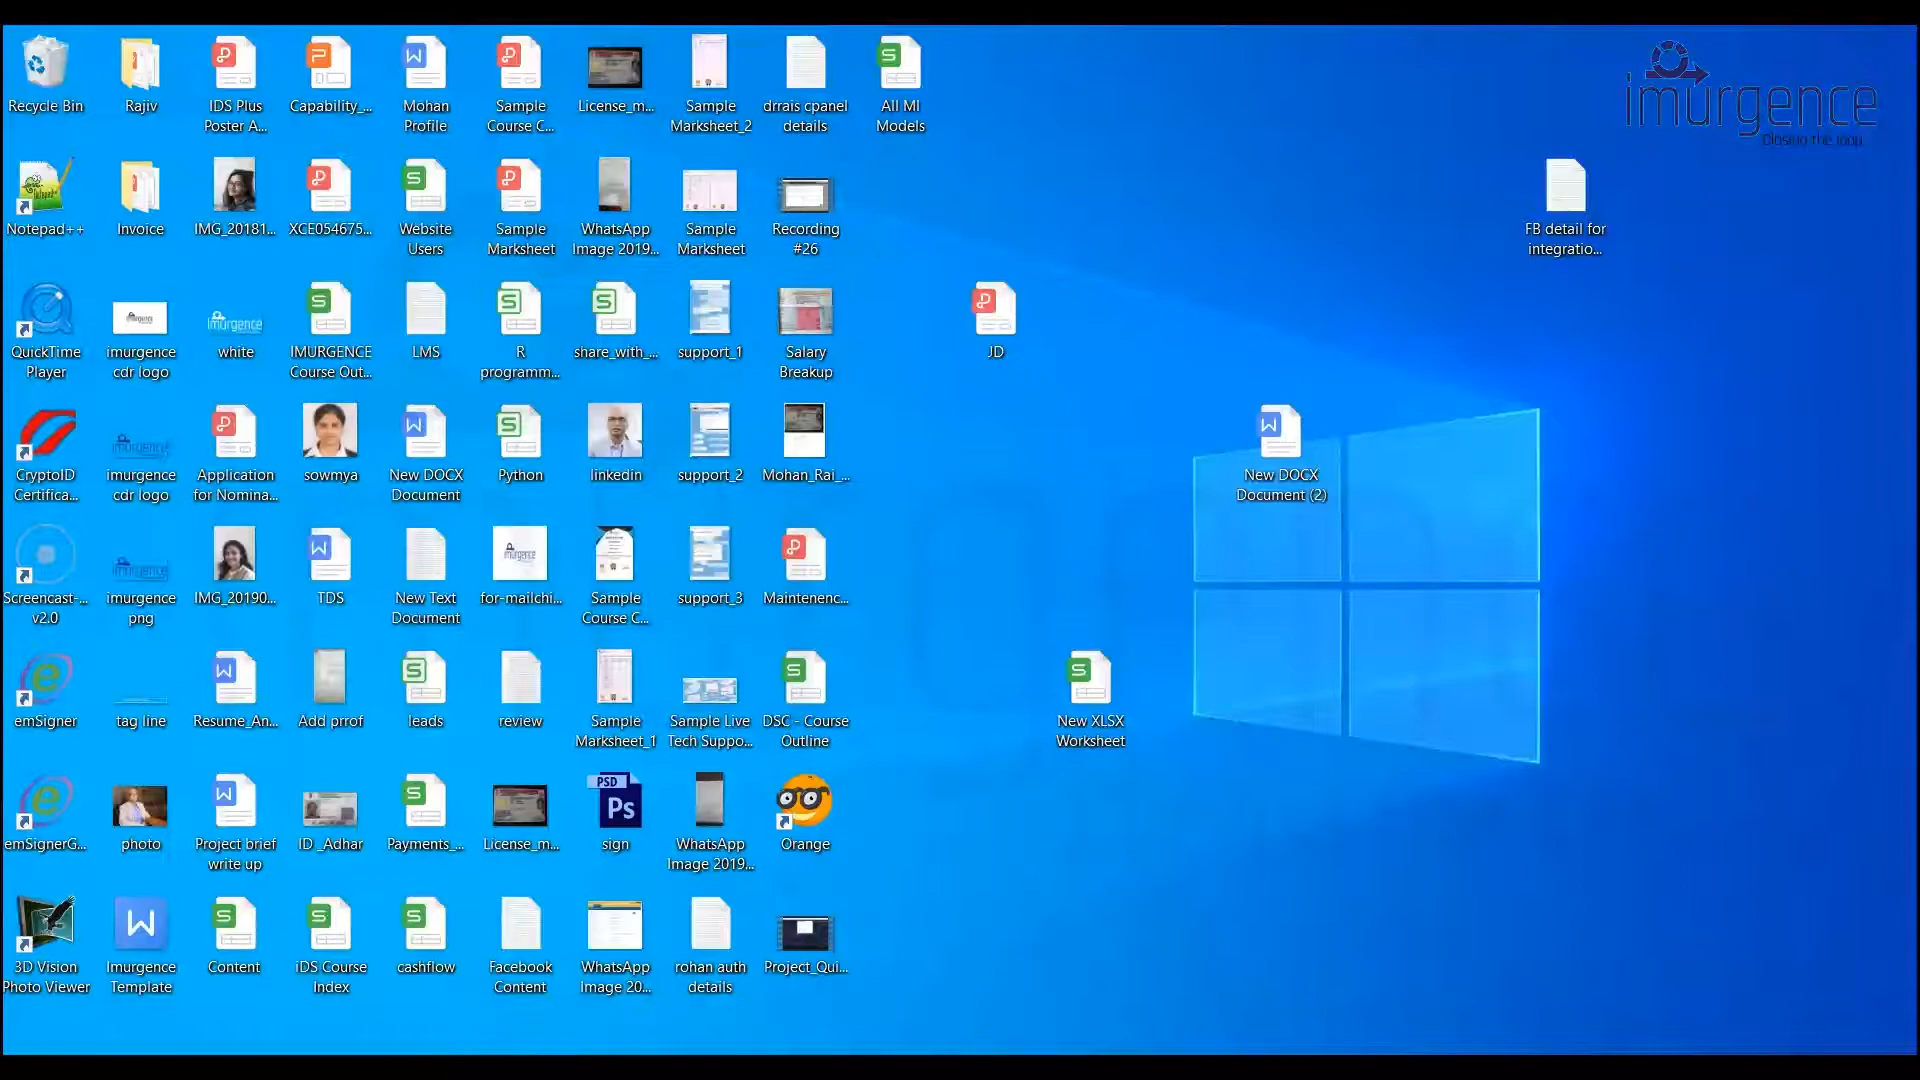 imurgence
Closing the loop
Recycle Bin
Rajiv
IDS Plus
Poster A...
Capability_...
Mohan
Profile
Sample
Course C...
License_m...
Sample
Marksheet_2
drrais cpanel
details
All Ml
Models
Notepad++
Invoice
IMG_20181...
XCE054675...
Website
Users
Sample
Marksheet
WhatsApp
Image 2019...
Sample
Marksheet
Recording
#26
FB detail for
integratio...
QuickTime
Player
imurgence
cdr logo
white
IMURGENCE
Course Out...
LMS
R
programm...
share_with_...
support_1
Salary
Breakup
JD
CryptoID
Certifica...
imurgence
cdr logo
Application
for Nomina...
sowmya
New DOCX
Document
Python
linkedin
support_2
Mohan_Rai_...
New DOCX
Document (2)
Screencast-...
v2.0
imurgence
png
IMG_20190...
TDS
New Text
Document
for-mailchi...
Sample
Course C...
support_3
Maintenenc...
emSigner
tag line
Resume_An...
Add prrof
leads
review
Sample
Marksheet_1
Sample Live
Tech Suppo...
DSC - Course
Outline
New XLSX
Worksheet
emSignerG...
photo
Project brief
write up
ID _Adhar
Payments_...
License_m...
PSD
Ps
sign
WhatsApp
Image 2019...
Orange
3D Vision
Photo Viewer
Imurgence
Template
Content
iDS Course
Index
cashflow
Facebook
Content
WhatsApp
Image 20...
rohan auth
details
Project_Qui...